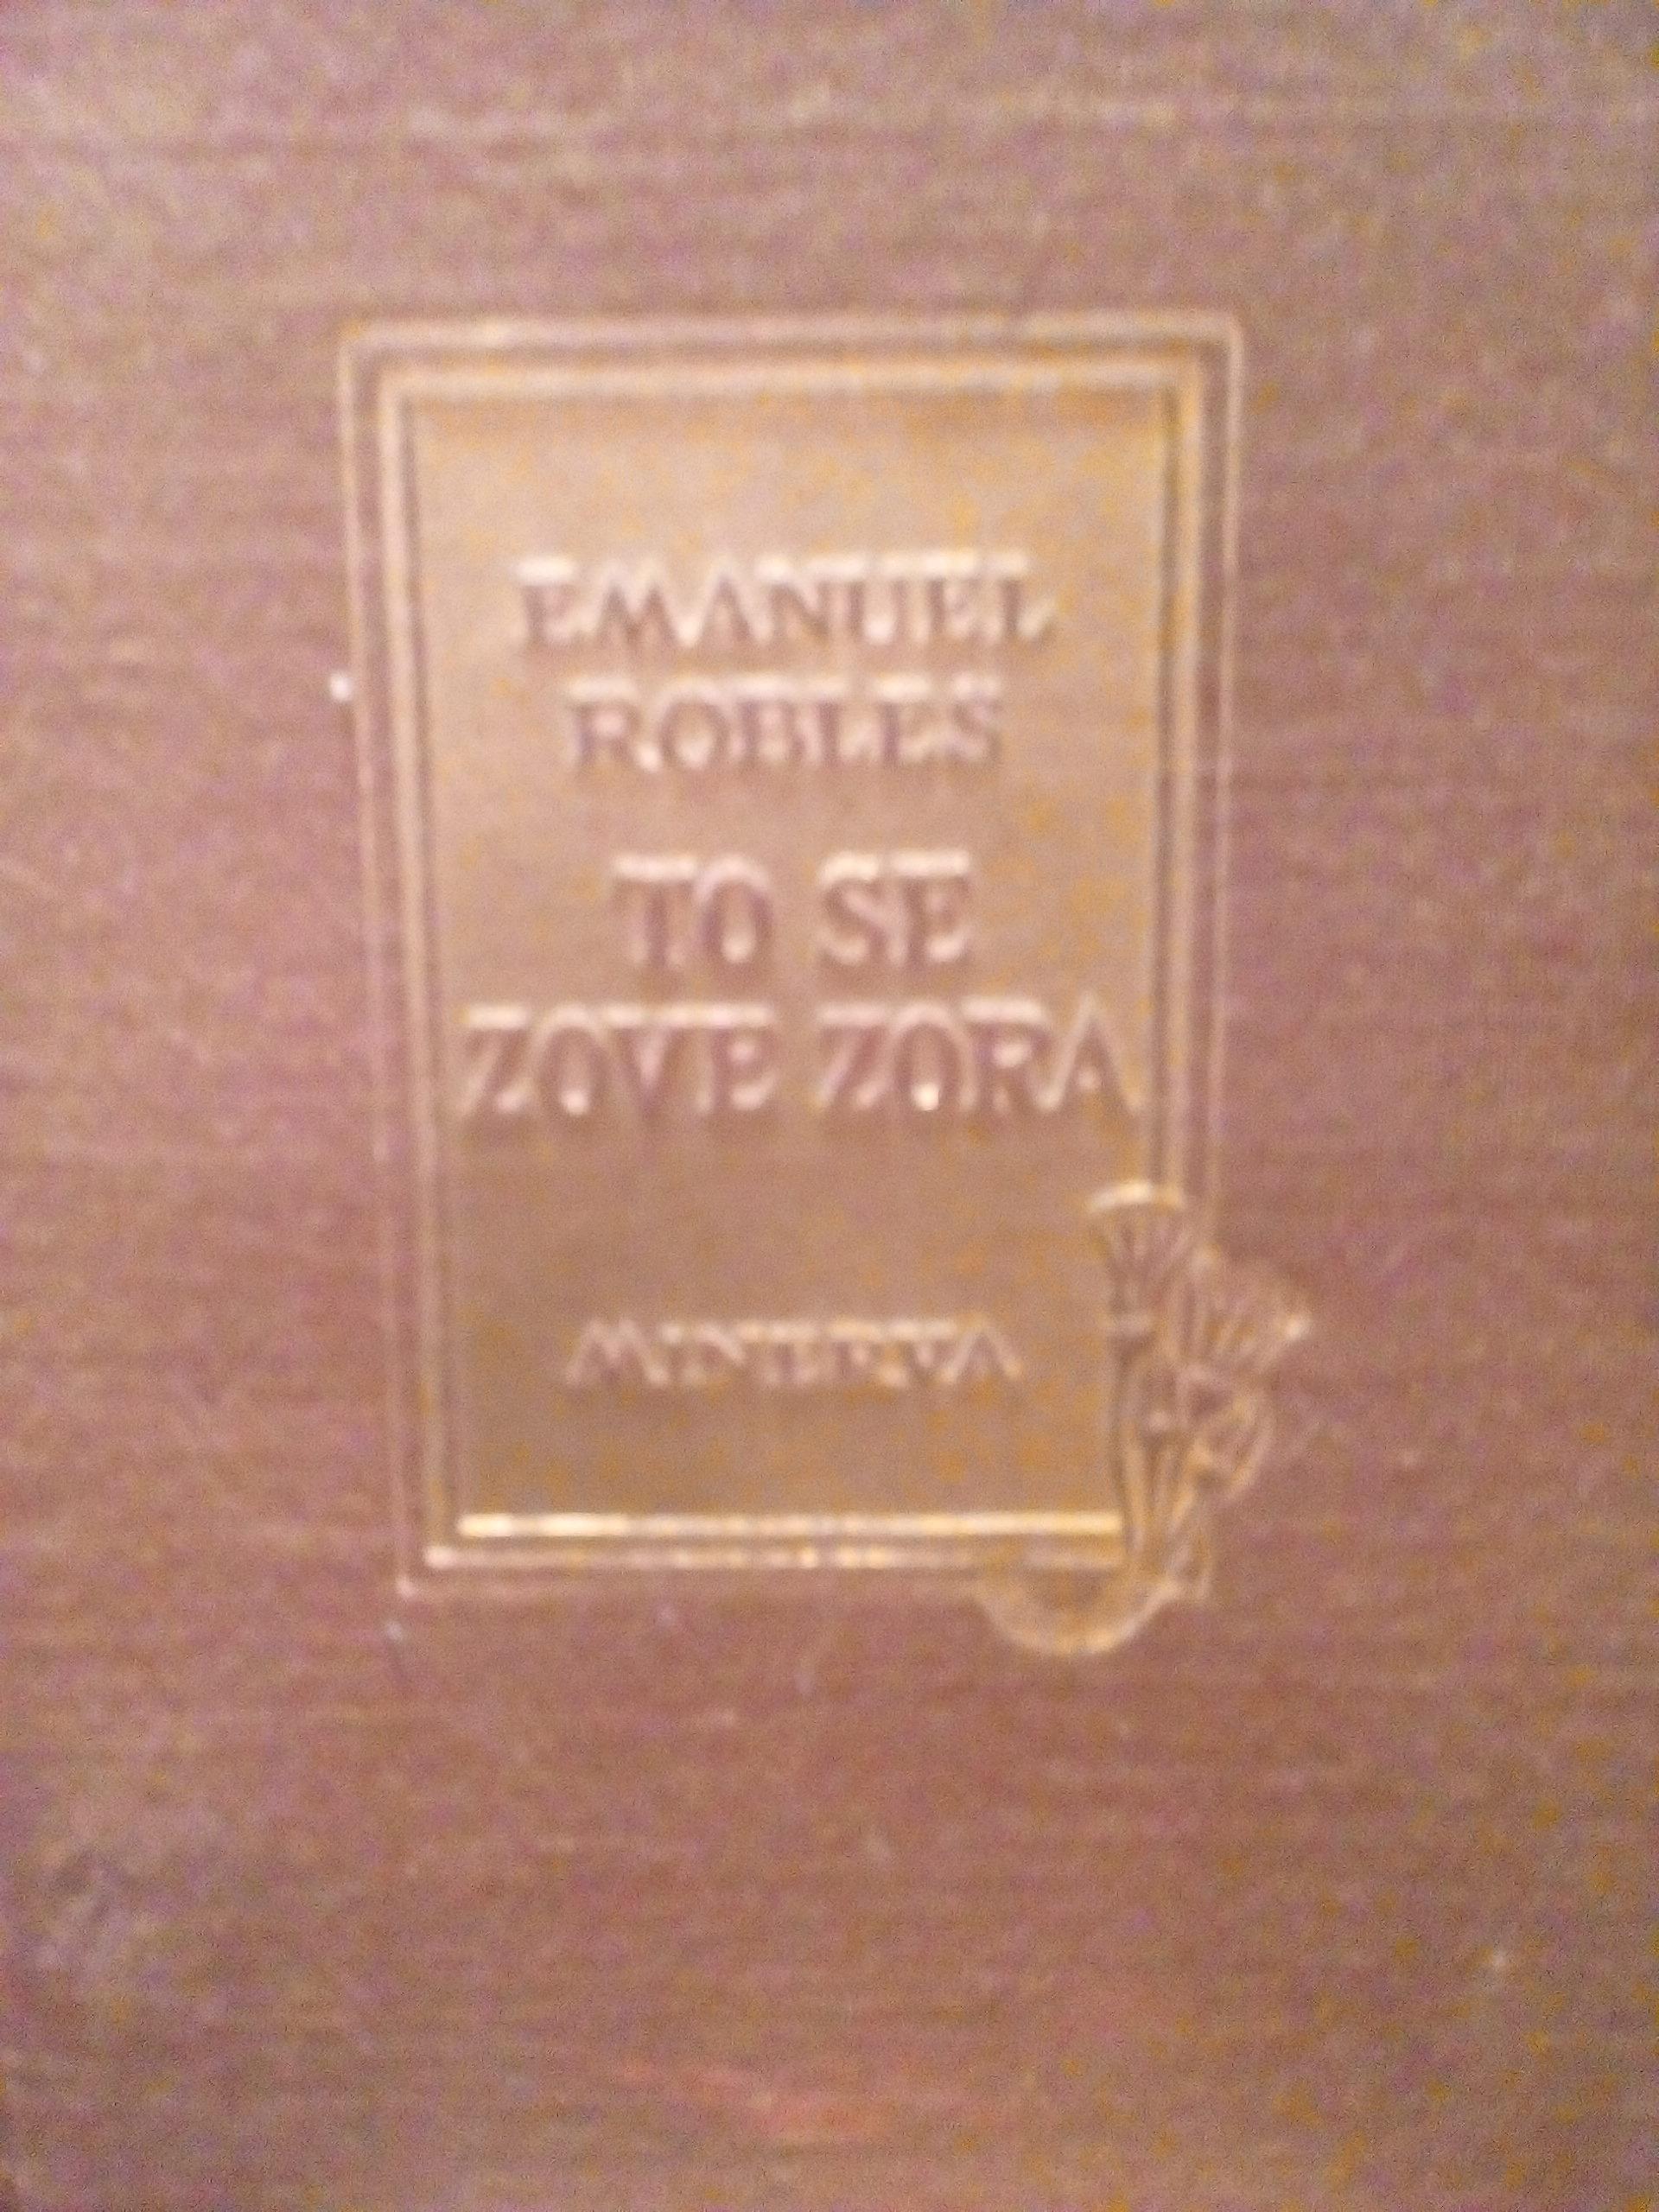 EMANUEL
ROBLES
TO SE
ZOVE ZORA
MINERVA